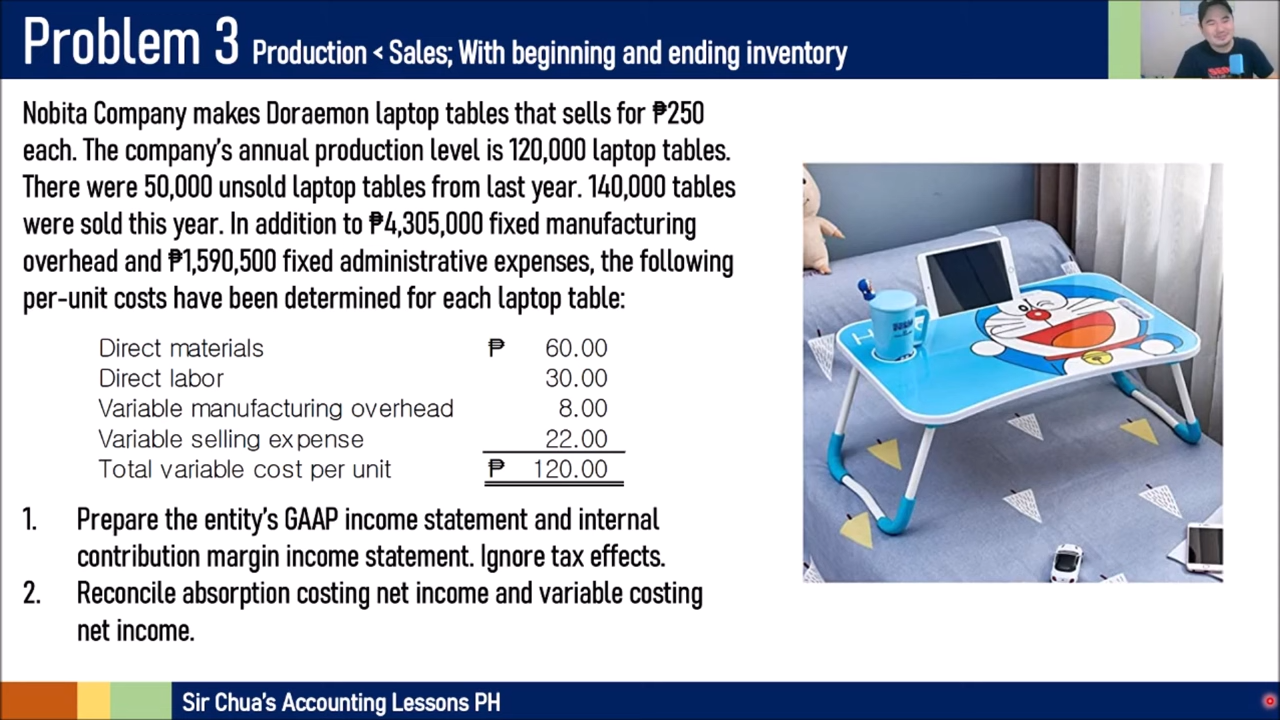 Problem 3 Production < Sales; With beginning and ending inventory
Nobita Company makes Doraemon laptop tables that sells for ₱250
each. The company's annual production level is 120,000 laptop tables.
There were 50,000 unsold laptop tables from last year. 140,000 tables
were sold this year. In addition to ₱4,305,000 fixed manufacturing
overhead and ₱1,590,500 fixed administrative expenses, the following
per-unit costs have been determined for each laptop table:
Direct materials ₱ 60.00
Direct labor 30.00
Variable manufacturing overhead 8.00
Variable selling expense 22.00
Total variable cost per unit ₱ 120.00
1. Prepare the entity's GAAP income statement and internal
contribution margin income statement. Ignore tax effects.
2. Reconcile absorption costing net income and variable costing
net income.
Sir Chua's Accounting Lessons PH